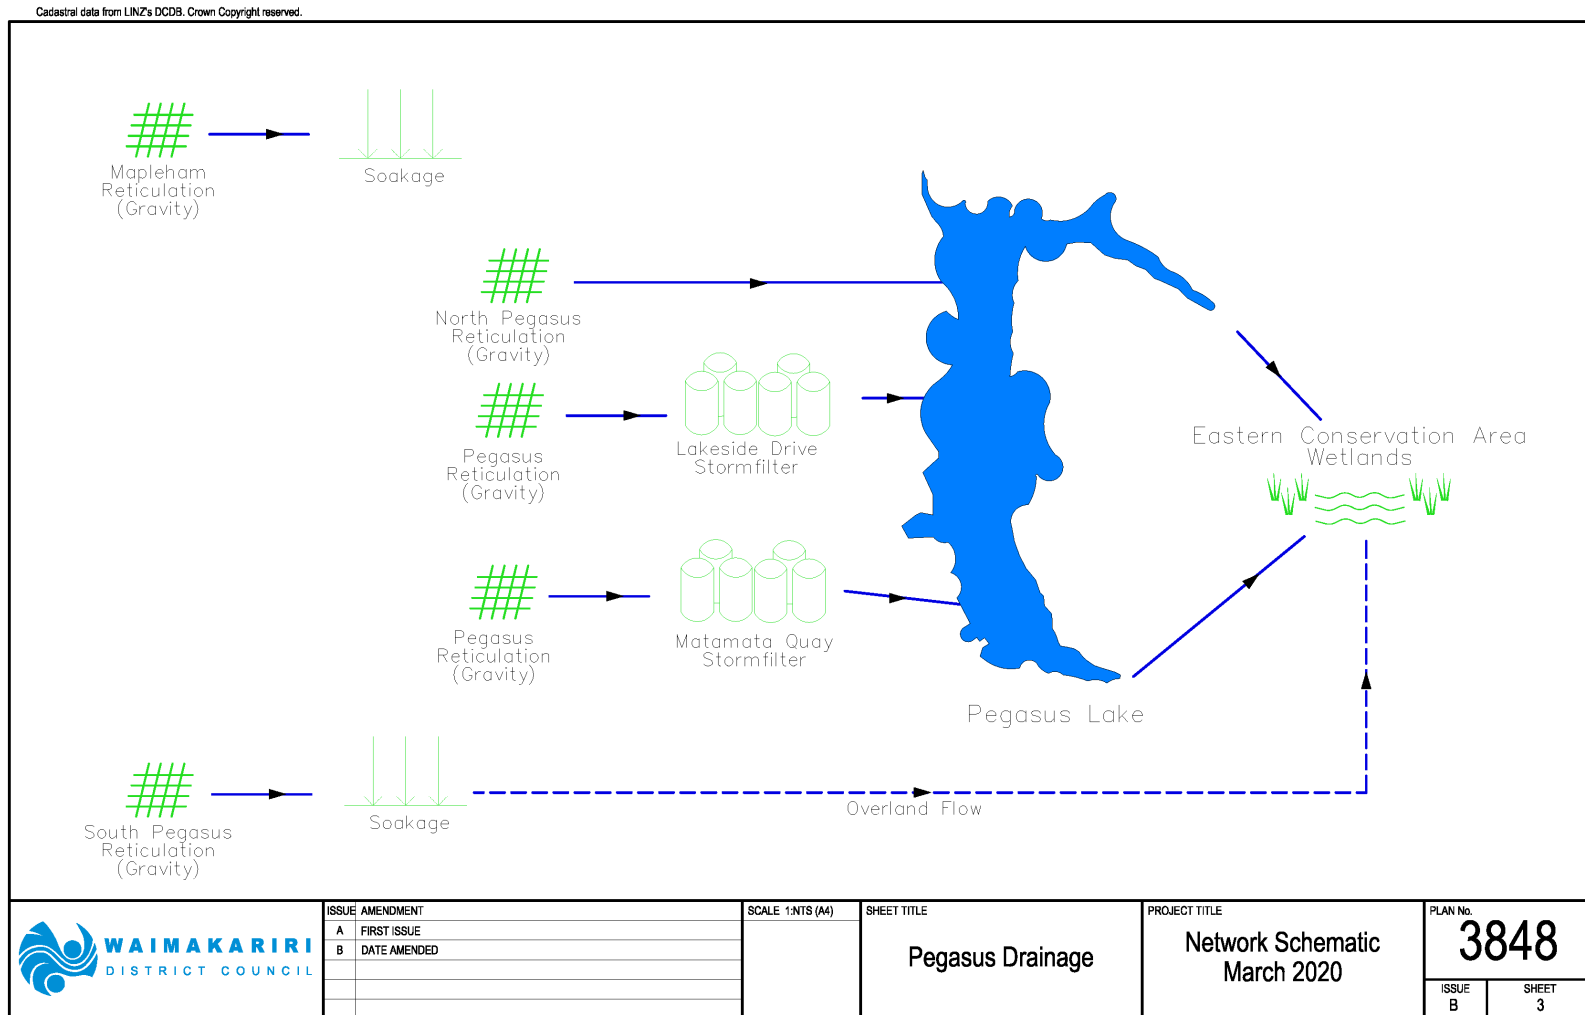 Cadastral data from LINZ's DCDB. Crown Copyright reserved.
Mapleham
Reticulation
(Gravity)
Soakage
North Pegasus
Reticulation
(Gravity)
Pegasus
Reticulation
(Gravity)
Lakeside Drive
Stormfilter
Eastern Conservation Area
Wetlands
Pegasus
Reticulation
(Gravity)
Matamata Quay
Stormfilter
Pegasus Lake
South Pegasus
Reticulation
(Gravity)
Soakage
Overland Flow
WAIMAKARIRI
DISTRICT COUNCIL
ISSUE AMENDMENT
A FIRST ISSUE
B DATE AMENDED
SCALE 1:NTS (A4)
SHEET TITLE
Pegasus Drainage
PROJECT TITLE
Network Schematic
March 2020
PLAN No.
3848
ISSUE
B
SHEET
3